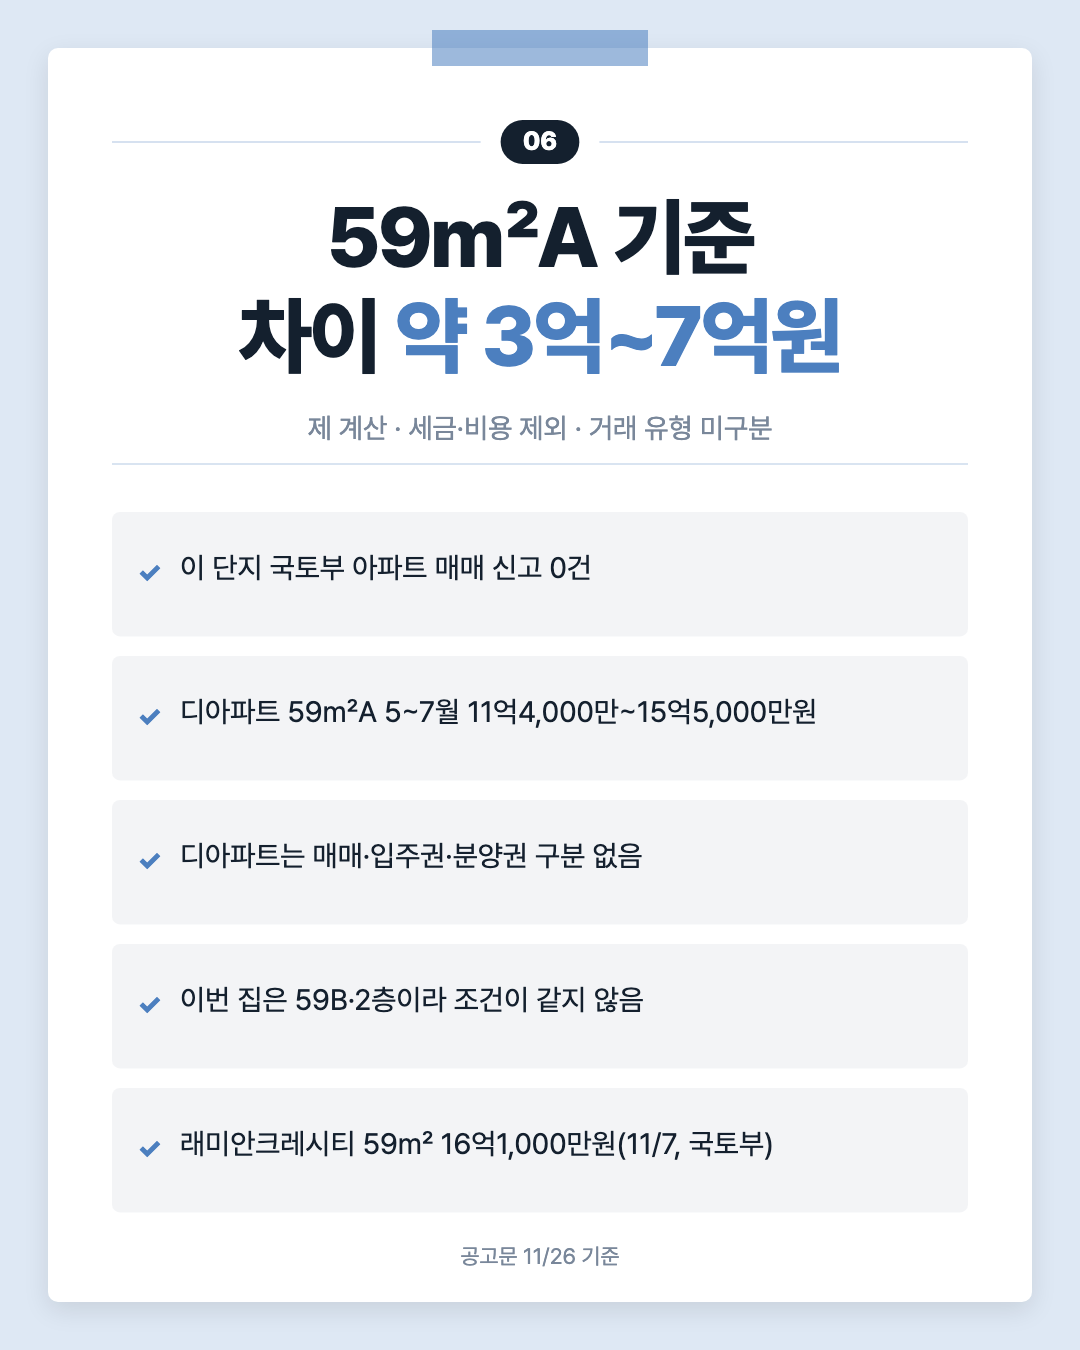 06
59m²A 기준
차이 약 3억~7억원
제 계산 · 세금·비용 제외 · 거래 유형 미구분
이 단지 국토부 아파트 매매 신고 0건
디아파트 59m²A 5~7월 11억4,000만~15억5,000만원
디아파트는 매매·입주권·분양권 구분 없음
이번 집은 59B·2층이라 조건이 같지 않음
래미안크레시티 59m² 16억1,000만원(11/7, 국토부)
공고문 11/26 기준